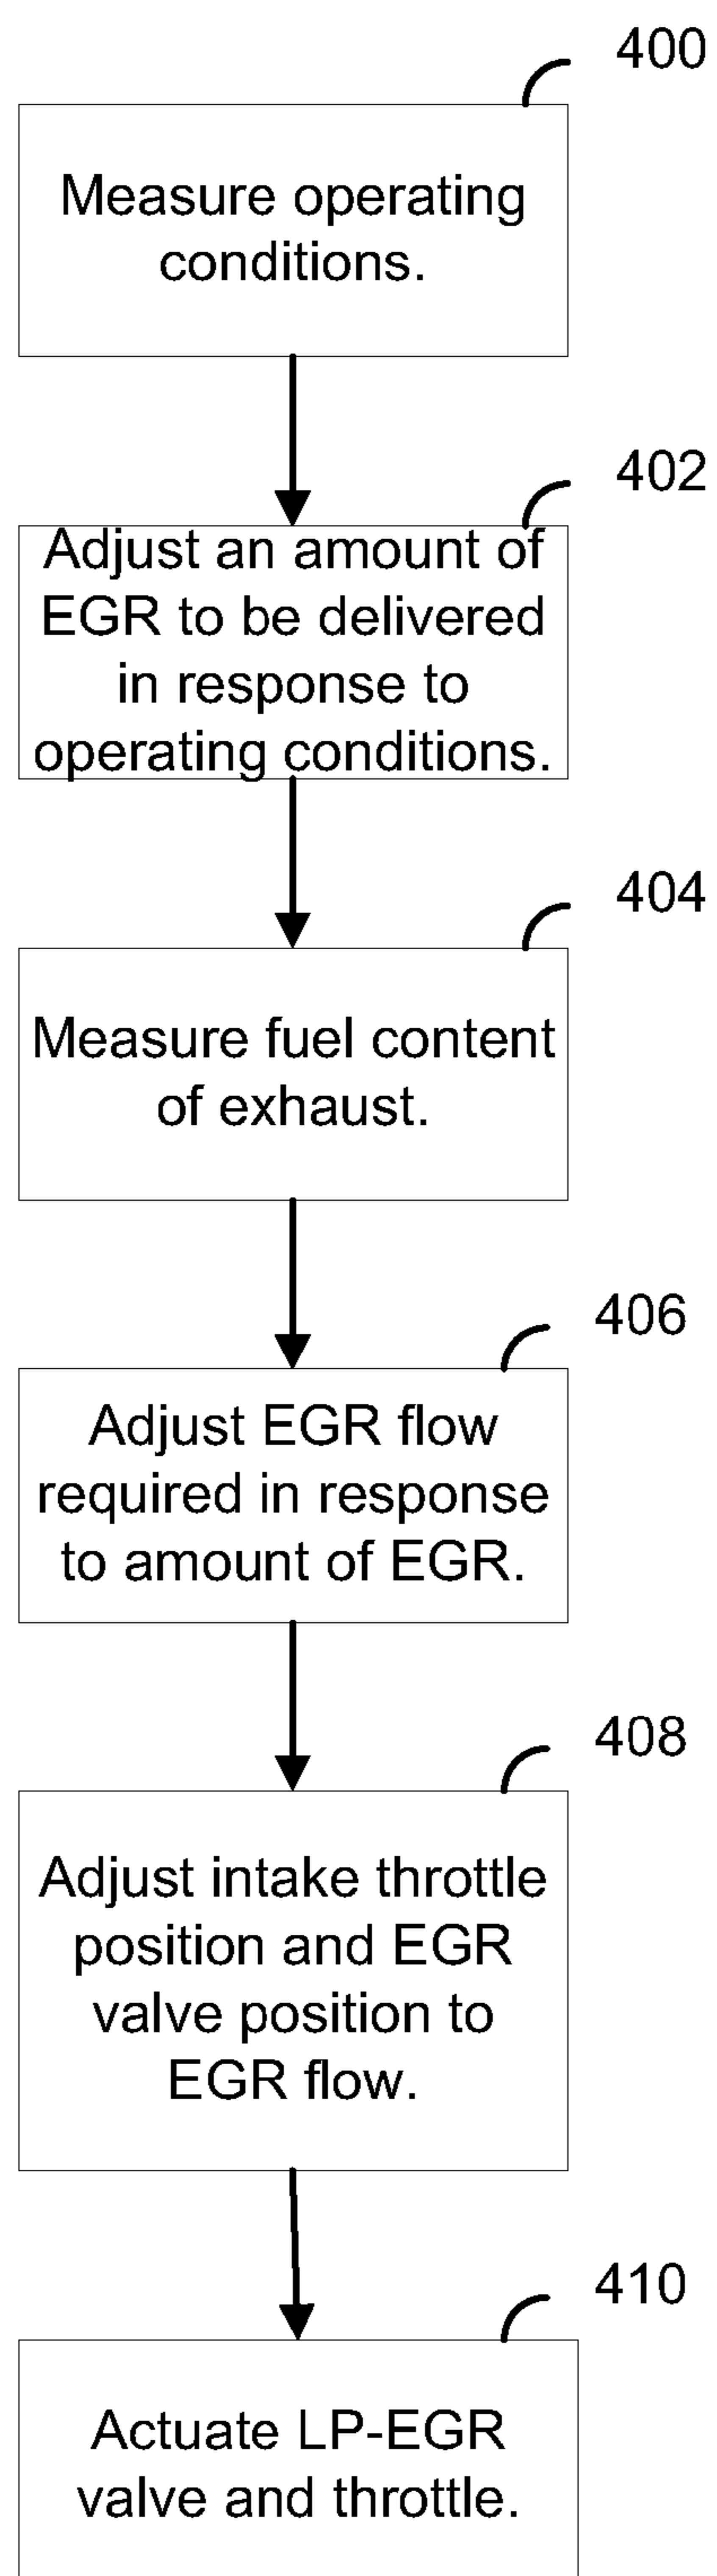 400
Measure operating
conditions.
402
Adjust an amount of
EGR to be delivered
in response to
operating conditions.
404
Measure fuel content
of exhaust.
406
Adjust EGR flow
required in response
to amount of EGR.
408
Adjust intake throttle
position and EGR
valve position to
EGR flow.
410
Actuate LP-EGR
valve and throttle.